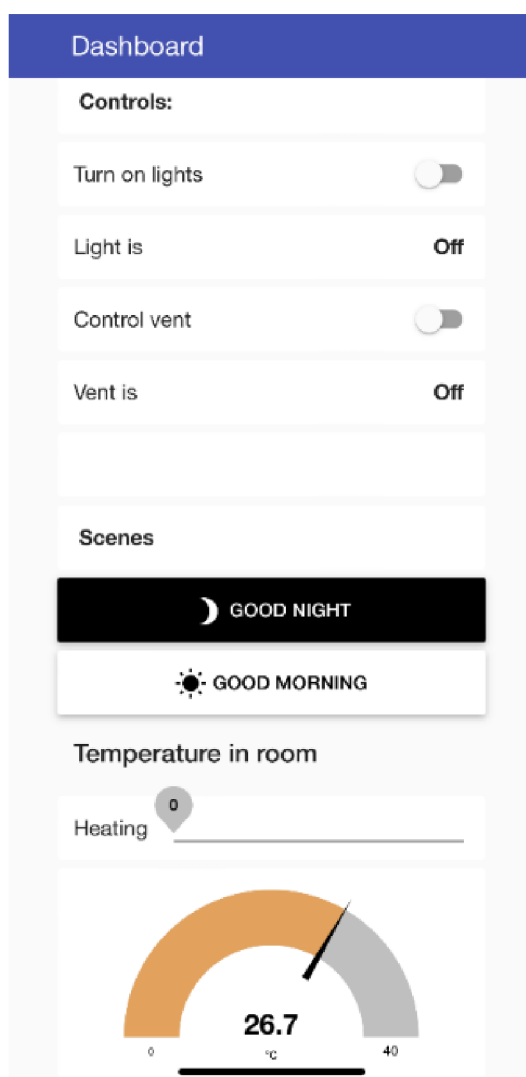 Dashboard
Controls:
Turn on lights
Light is Off
Control vent
Vent is Off
Scenes
GOOD NIGHT
GOOD MORNING
Temperature in room
0
Heating
26.7
0 °C 40